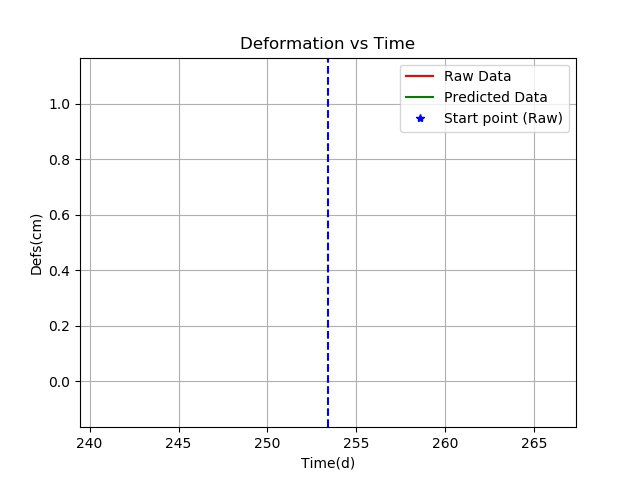 Deformation vs Time
Raw Data
Predicted Data
Start point (Raw)
1.0
0.8
0.6
0.4
0.2
0.0
Defs(cm)
240 245 250 255 260 265
Time(d)